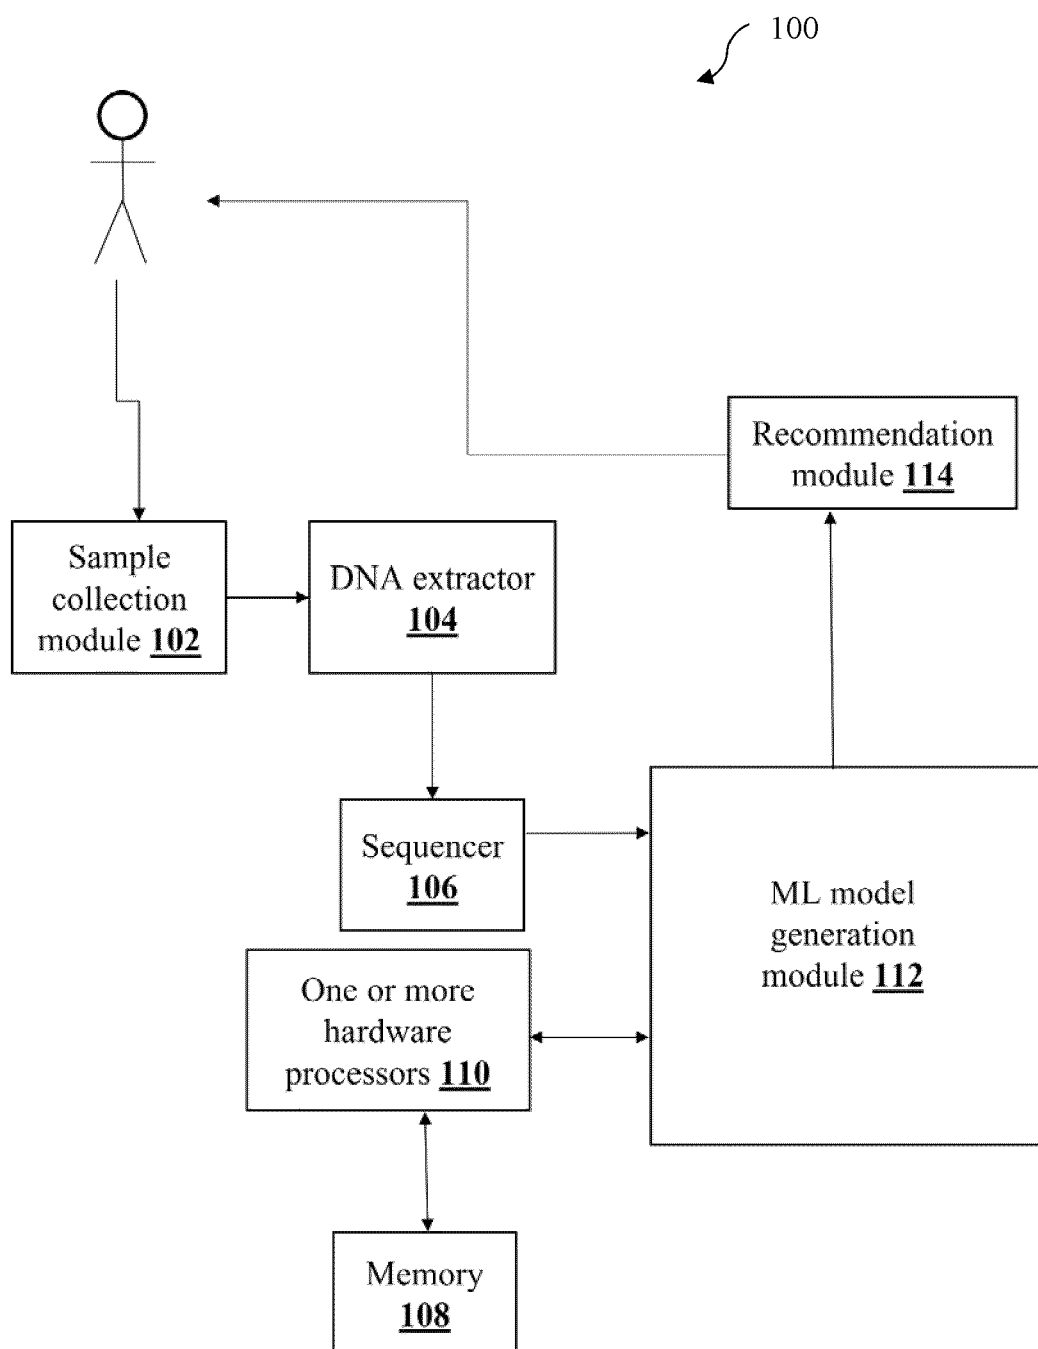 100
Recommendation
module 114
Sample
collection
module 102
DNA extractor
104
Sequencer
106
ML model
generation
module 112
One or more
hardware
processors 110
Memory
108